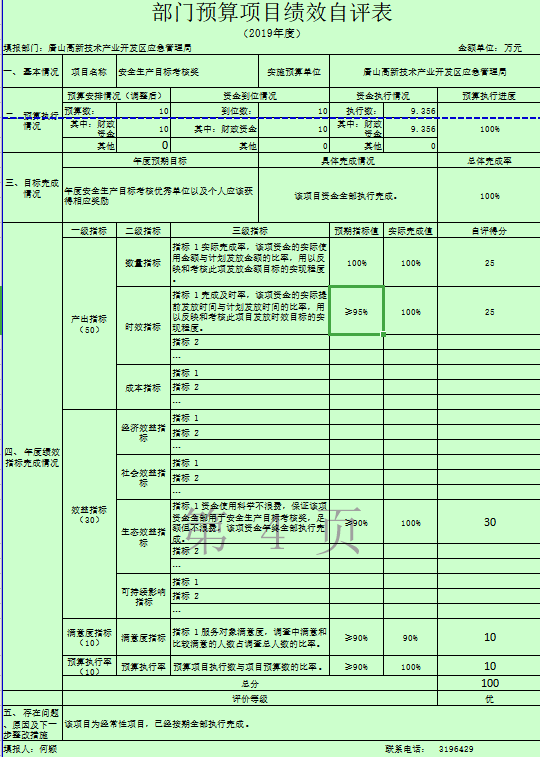 部门预算项目绩效自评表
（2019年度）
填报部门：唐山高新技术产业开发区应急管理局 金额单位：万元
一、基本情况 项目名称 安全生产目标考核奖 实施预算单位 唐山高新技术产业开发区应急管理局
二、预算执行情况 预算安排情况（调整后） 资金到位情况 资金执行情况 预算执行进度
预算数： 10 到位数： 10 执行数： 9.356 100%
其中：财政资金 10 其中：财政资金 10 其中：财政资金 9.356
其他 0 其他 0 其他 0
三、目标完成情况 年度预期目标 具体完成情况 总体完成率
年度安全生产目标考核优秀单位以及个人应该获得相应奖励 该项目资金全部执行完成。 100%
四、年度绩效指标完成情况 一级指标 二级指标 三级指标 预期指标值 实际完成值 自评得分
产出指标（50） 数量指标 指标 1实际完成率，该项资金的实际使用金额与计划发放金额的比率，用以反映和考核此项发放金额目标的实现程度。 100% 100% 25
时效指标 指标 1完成及时率，该项资金的实际提前发放时间与计划发放时间的比率，用以反映和考核此项目发放时效目标的实现程度。 ≥95% 100% 25
指标 2
...
成本指标 指标 1
指标 2
...
效益指标（30） 经济效益指标 指标 1
指标 2
...
社会效益指标 指标 1
指标 2
...
生态效益指标 指标 1资金使用科学不浪费，保证该项资金全部用于安全生产目标考核奖，足额但不浪费。该项资金年终全部执行完成。 ≥90% 100% 30
指标 2
...
可持续影响指标 指标 1
指标 2
...
满意度指标（10） 满意度指标 指标 1服务对象满意度，调查中满意和比较满意的人数占调查总人数的比率。 ≥90% 90% 10
预算执行率（10） 预算执行率 预算项目执行数与项目预算数的比率。 ≥90% 100% 10
总分 100
评价等级 优
五、存在问题、原因及下一步整改措施 该项目为经常性项目，已经按期全部执行完成。
填报人：何颖 联系电话： 3196429
第 4 页